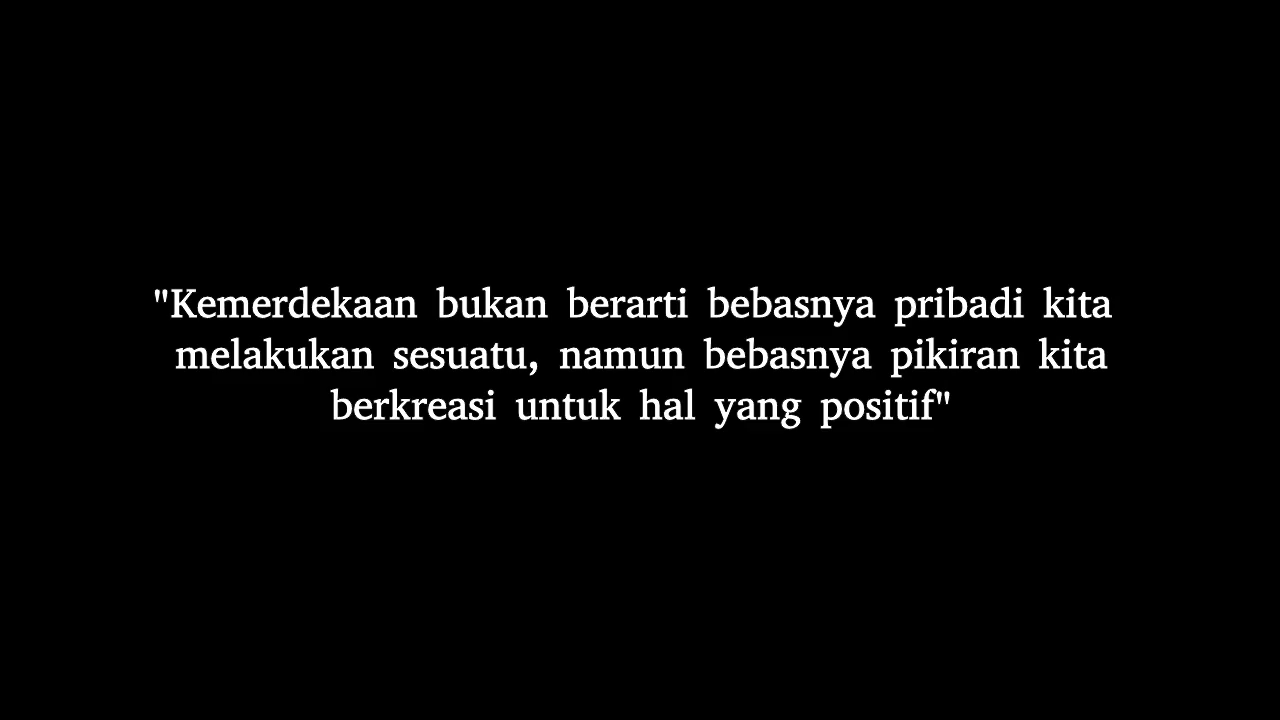 "Kemerdekaan bukan berarti bebasnya pribadi kita
melakukan sesuatu, namun bebasnya pikiran kita
berkreasi untuk hal yang positif"